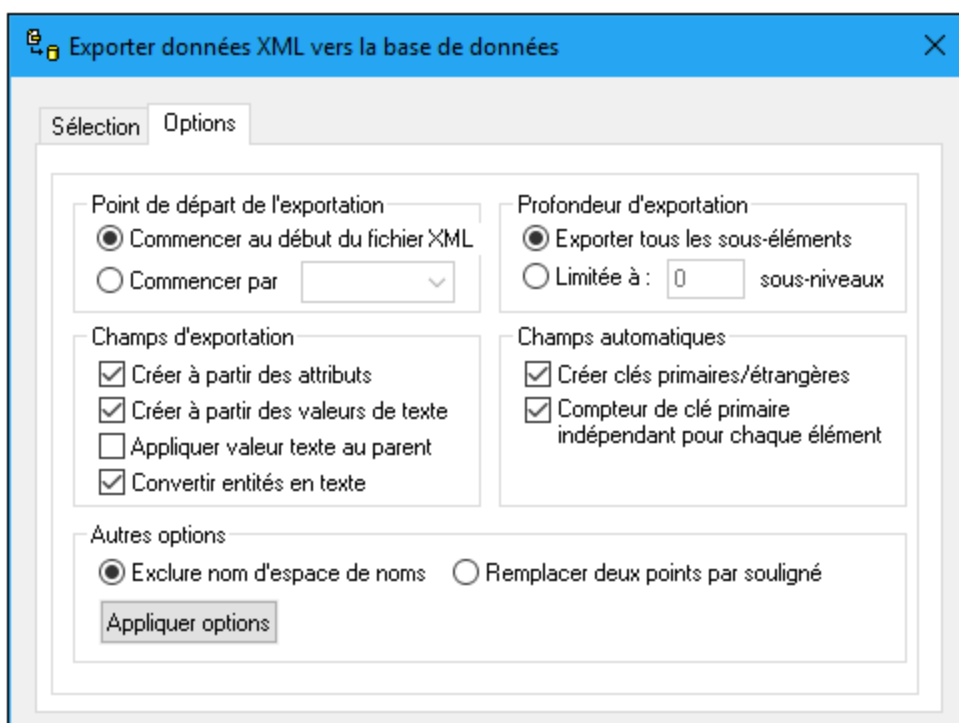 Exporter données XML vers la base de données
Sélection
Options
Point de départ de l'exportation
Commencer au début du fichier XML
Commencer par
Profondeur d'exportation
Exporter tous les sous-éléments
Limitée à : 0 sous-niveaux
Champs d'exportation
Créer à partir des attributs
Créer à partir des valeurs de texte
Appliquer valeur texte au parent
Convertir entités en texte
Champs automatiques
Créer clés primaires/étrangères
Compteur de clé primaire
indépendant pour chaque élément
Autres options
Exclure nom d'espace de noms
Remplacer deux points par souligné
Appliquer options